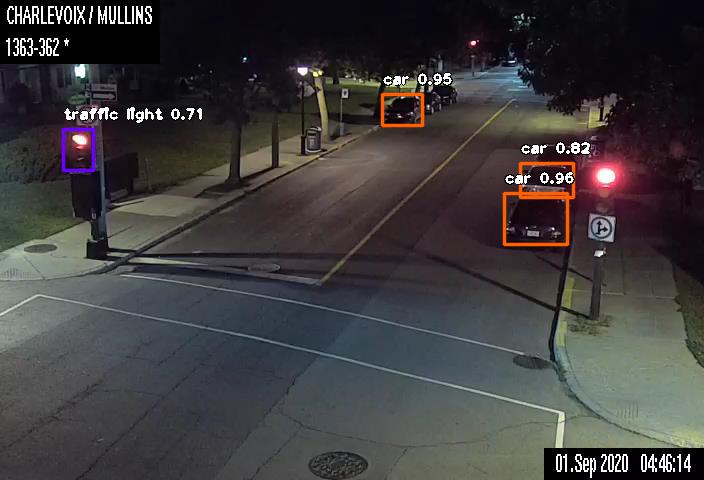 CHARLEVOIX / MULLINS
1363-362 *
car 0.95
traffic light 0.71
car 0.82
car 0.96
01.Sep 2020 04:46:14